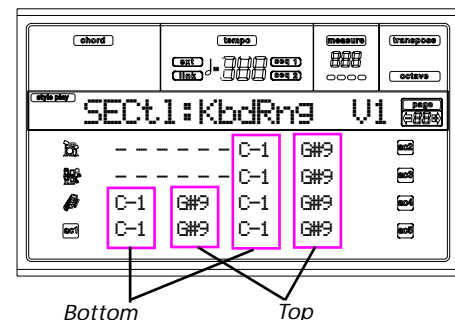 chord tempo measure transpose
ext seq 1
link seq 2
octave
style play SECtl:KbdRng V1 page
------ C-1 G#9 ac2
------ C-1 G#9 ac3
C-1 G#9 C-1 G#9 ac4
ac1 C-1 G#9 C-1 G#9 ac5
Bottom Top